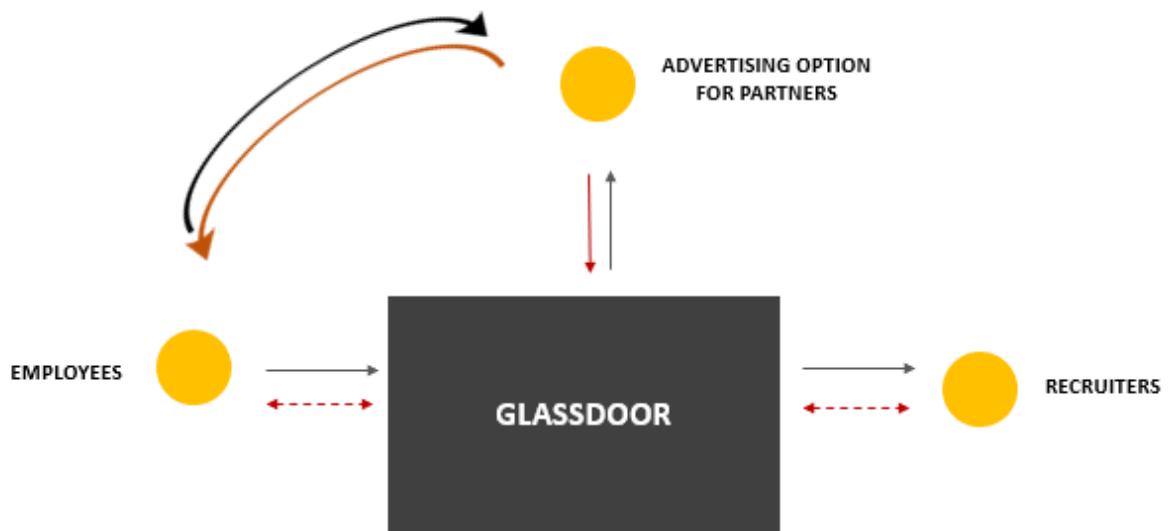 ADVERTISING OPTION
FOR PARTNERS
EMPLOYEES
GLASSDOOR
RECRUITERS